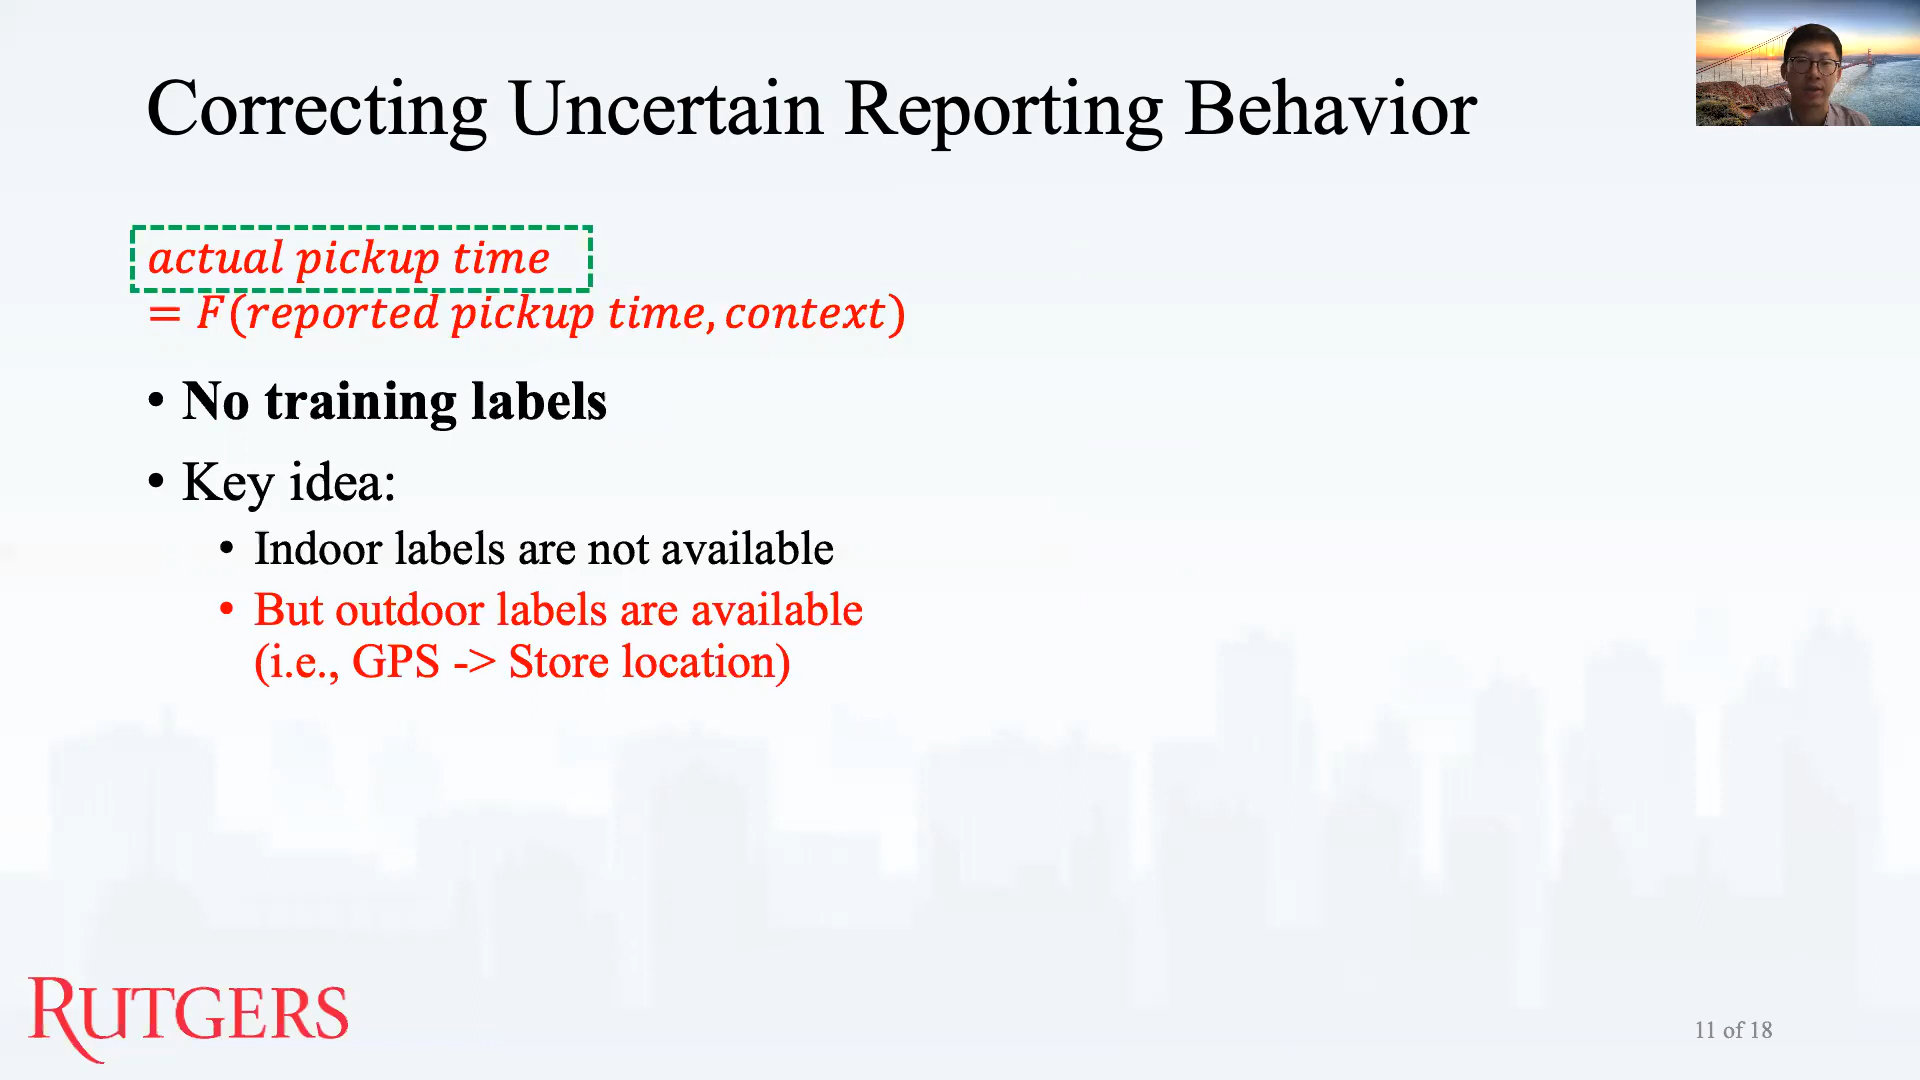 Correcting Uncertain Reporting Behavior
actual pickup time
= F(reported pickup time, context)
• No training labels
• Key idea:
• Indoor labels are not available
• But outdoor labels are available
(i.e., GPS -> Store location)
RUTGERS
11 of 18